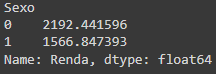 Sexo
0    2192.441596
1    1566.847393
Name: Renda, dtype: float64